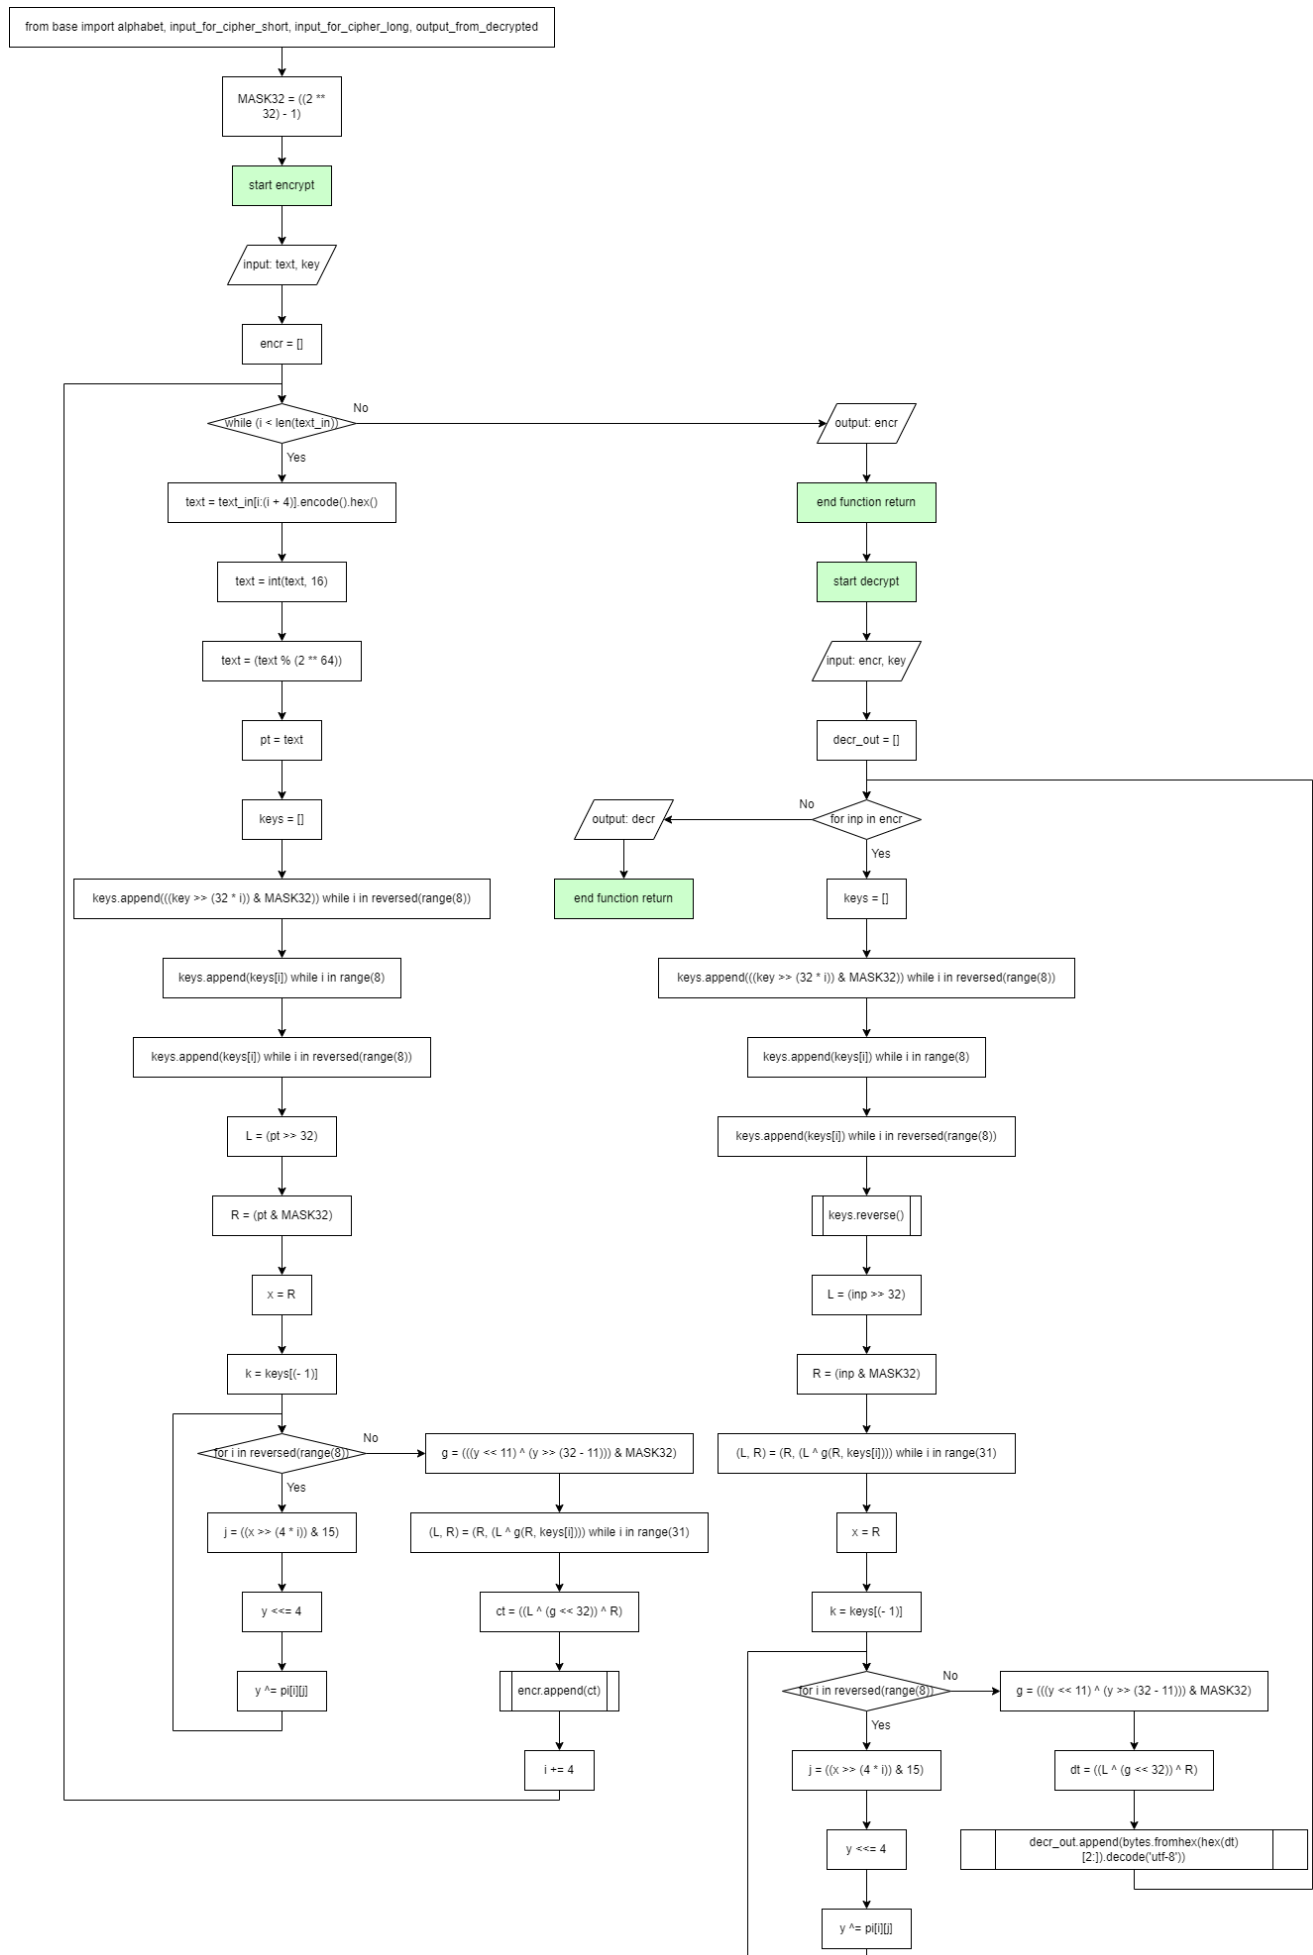 from base import alphabet, input_for_cipher_short, input_for_cipher_long, output_from_decrypted
MASK32 = ((2 **
32) - 1)
start encrypt
input: text, key
encr = []
while (i < len(text_in))
No
Yes
text = text_in[i:(i + 4)].encode().hex()
text = int(text, 16)
text = (text % (2 ** 64))
pt = text
keys = []
keys.append(((key >> (32 * i)) & MASK32)) while i in reversed(range(8))
keys.append(keys[i]) while i in range(8)
keys.append(keys[i]) while i in reversed(range(8))
L = (pt >> 32)
R = (pt & MASK32)
x = R
k = keys[(- 1)]
for i in reversed(range(8))
No
Yes
j = ((x >> (4 * i)) & 15)
y <<= 4
y ^= pi[i][j]
g = (((y << 11) ^ (y >> (32 - 11))) & MASK32)
(L, R) = (R, (L ^ g(R, keys[i]))) while i in range(31)
ct = ((L ^ (g << 32)) ^ R)
encr.append(ct)
i += 4
output: encr
end function return
start decrypt
input: encr, key
decr_out = []
for inp in encr
No
output: decr
end function return
Yes
keys = []
keys.append(((key >> (32 * i)) & MASK32)) while i in reversed(range(8))
keys.append(keys[i]) while i in range(8)
keys.append(keys[i]) while i in reversed(range(8))
keys.reverse()
L = (inp >> 32)
R = (inp & MASK32)
(L, R) = (R, (L ^ g(R, keys[i]))) while i in range(31)
x = R
k = keys[(- 1)]
for i in reversed(range(8))
No
Yes
j = ((x >> (4 * i)) & 15)
y <<= 4
y ^= pi[i][j]
g = (((y << 11) ^ (y >> (32 - 11))) & MASK32)
dt = ((L ^ (g << 32)) ^ R)
decr_out.append(bytes.fromhex(hex(dt)
[2:]).decode('utf-8'))